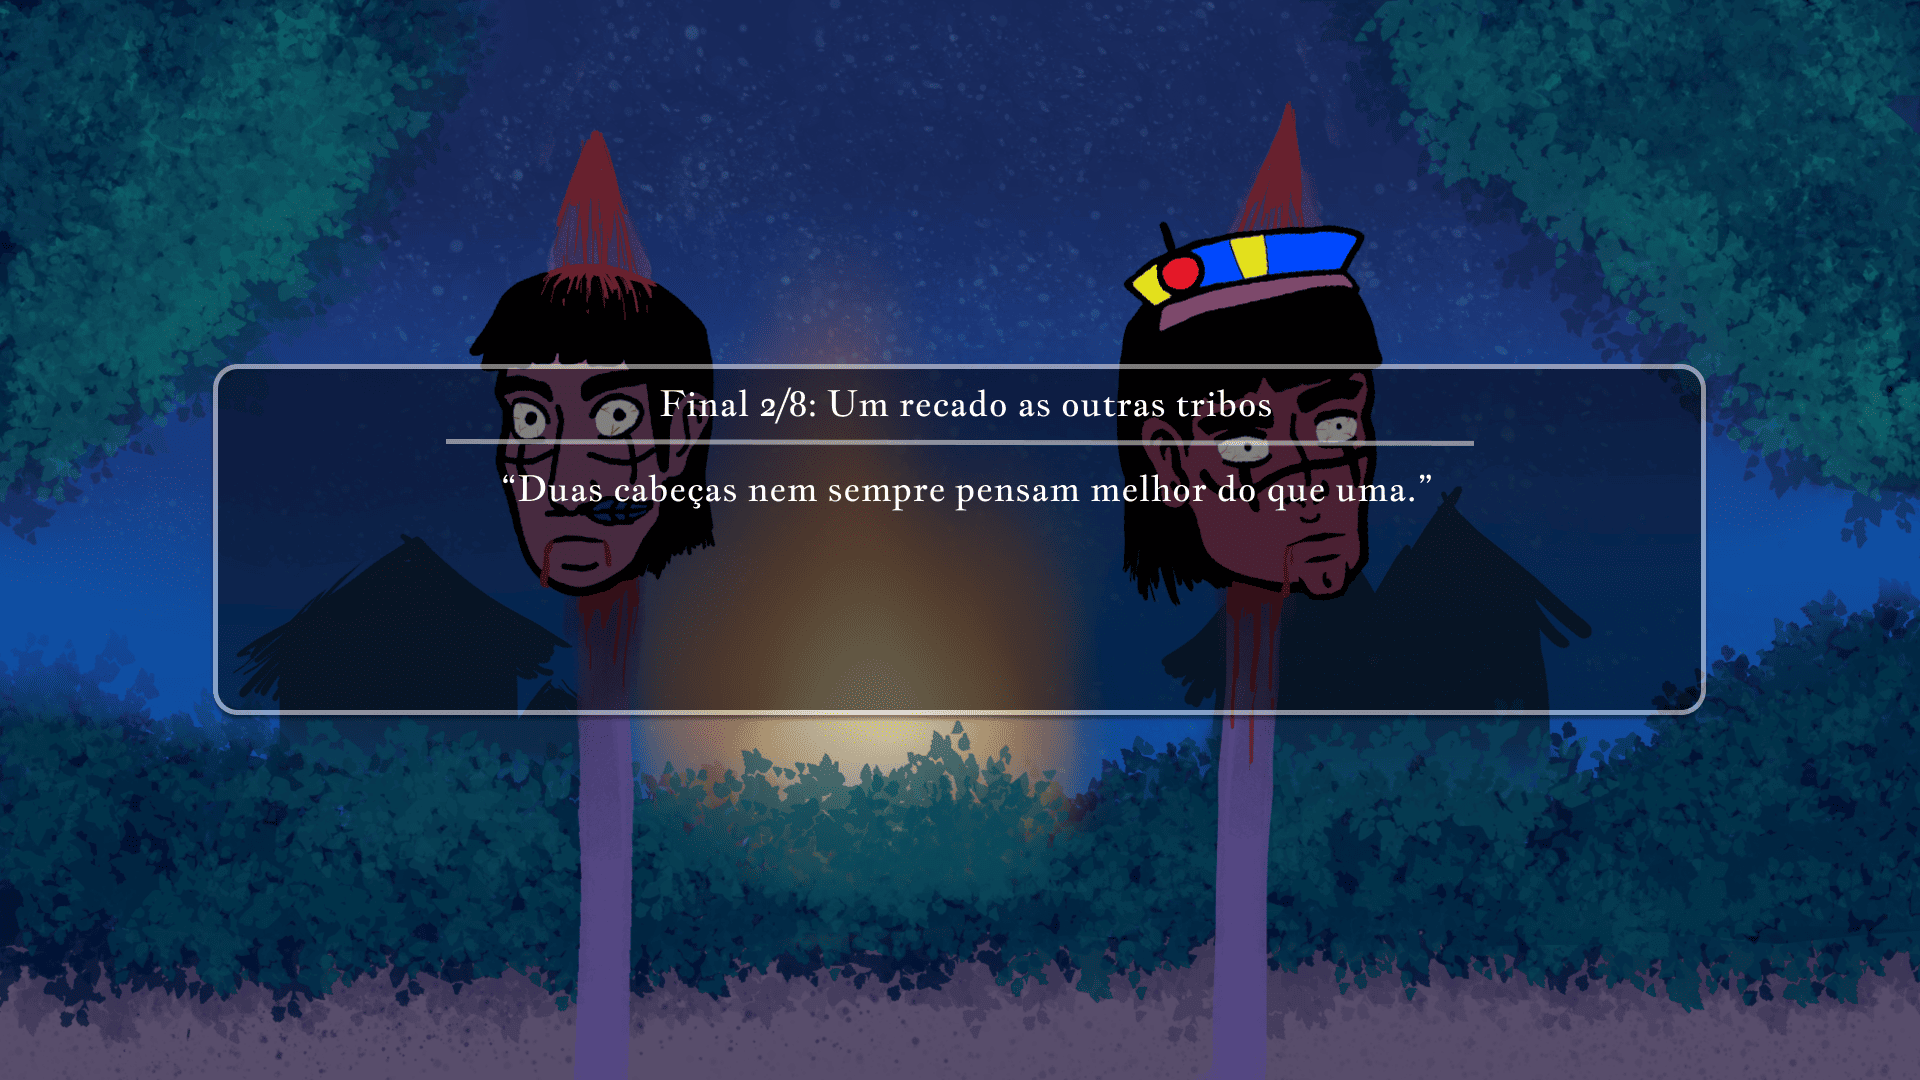 Final 2/8: Um recado as outras tribos
“Duas cabeças nem sempre pensam melhor do que uma.”